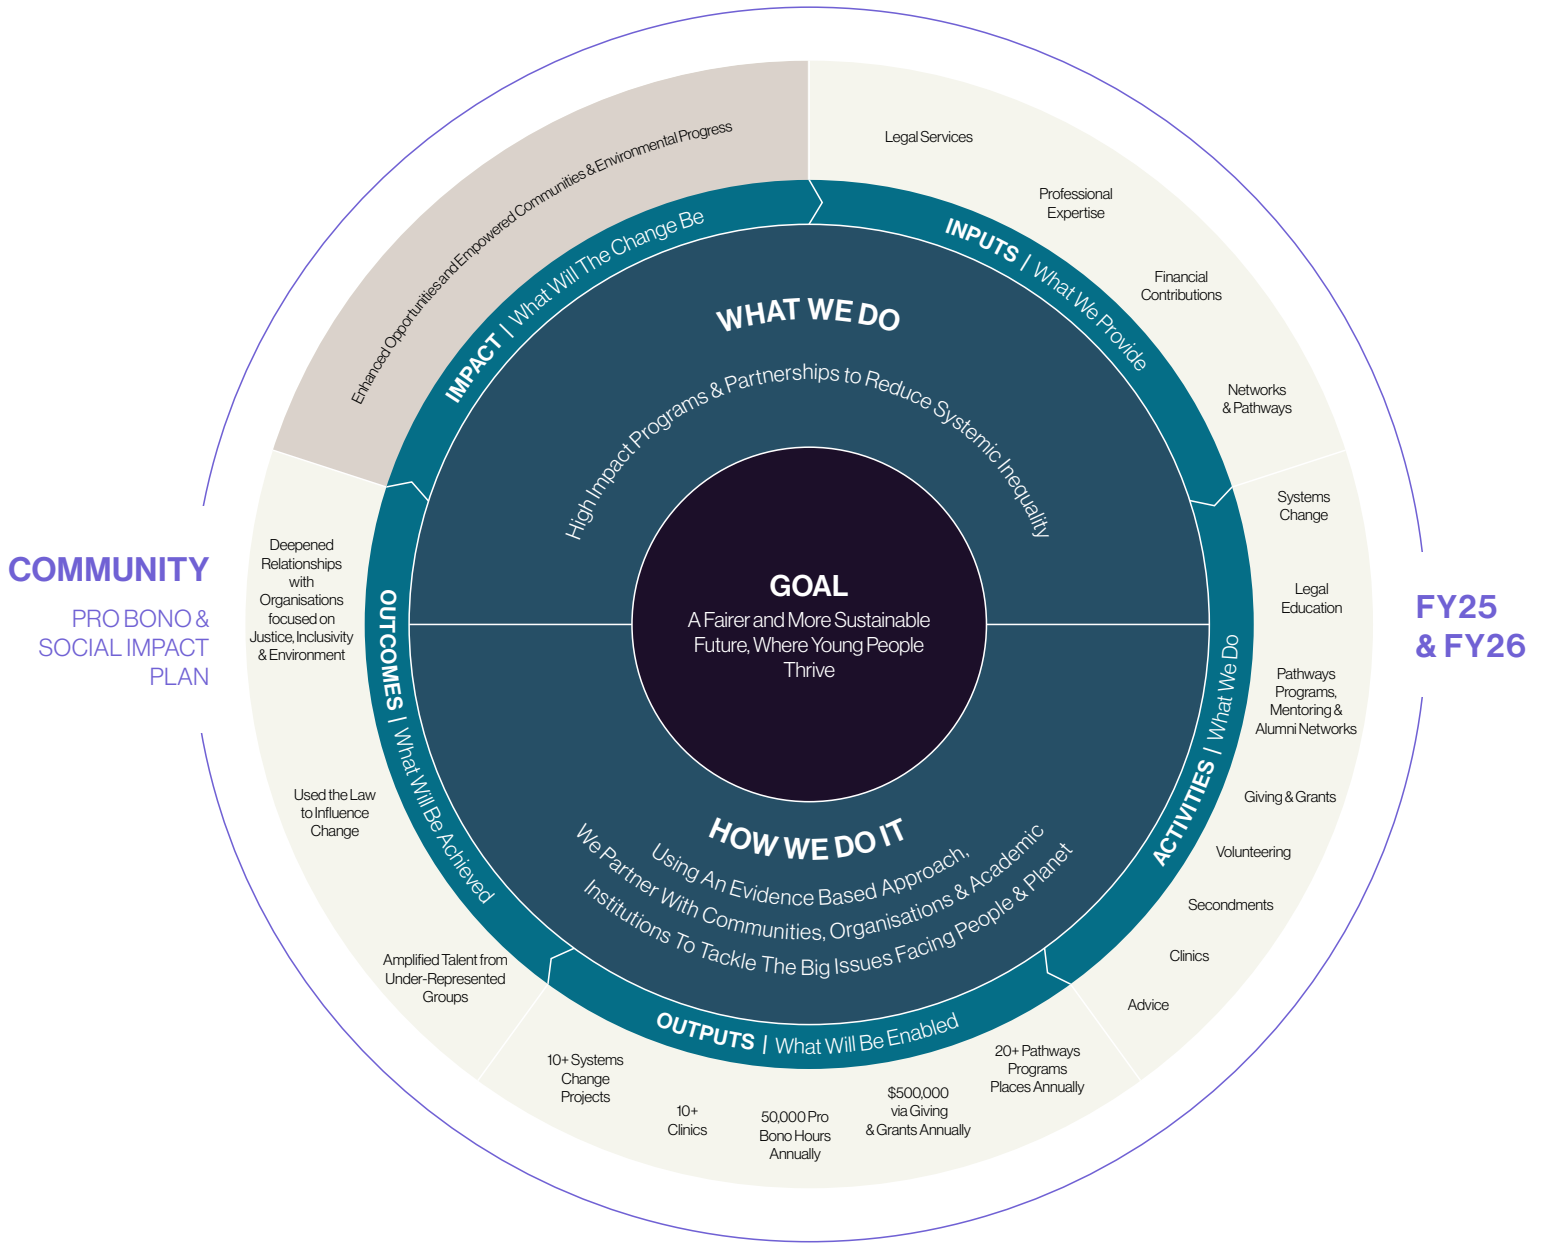 COMMUNITY
PRO BONO &
SOCIAL IMPACT
PLAN
FY25
& FY26
GOAL
A Fairer and More Sustainable
Future, Where Young People
Thrive
WHAT WE DO
High Impact Programs & Partnerships to Reduce Systemic Inequality
HOW WE DO IT
Using An Evidence Based Approach,
We Partner With Communities, Organisations & Academic
Institutions To Tackle The Big Issues Facing People & Planet
INPUTS | What We Provide
Legal Services
Professional
Expertise
Financial
Contributions
Networks
& Pathways
ACTIVITIES | What We Do
Systems
Change
Legal
Education
Pathways
Programs,
Mentoring &
Alumni Networks
Giving & Grants
Volunteering
Secondments
Clinics
Advice
OUTPUTS | What Will Be Enabled
20+ Pathways
Programs
Places Annually
$500,000
via Giving
& Grants Annually
50,000 Pro
Bono Hours
Annually
10+
Clinics
10+ Systems
Change
Projects
OUTCOMES | What Will Be Achieved
Amplified Talent from
Under-Represented
Groups
Used the Law
to Influence
Change
Deepened
Relationships
with
Organisations
focused on
Justice, Inclusivity
& Environment
IMPACT | What Will The Change Be
Enhanced Opportunities and Empowered Communities & Environmental Progress